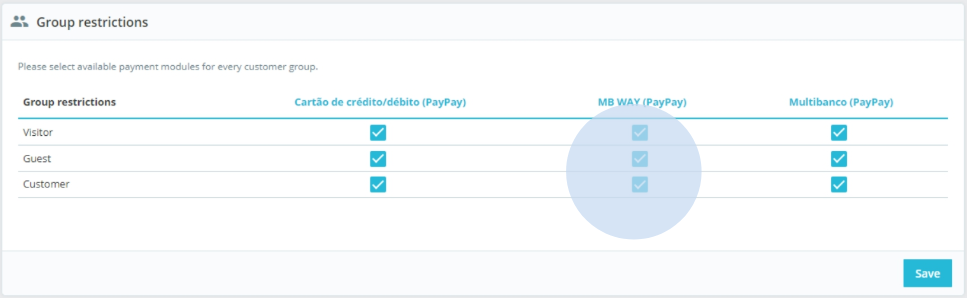 Group restrictions
Please select available payment modules for every customer group.
Group restrictions Cartão de crédito/débito (PayPay) MB WAY (PayPay) Multibanco (PayPay)
Visitor
Guest
Customer
Save